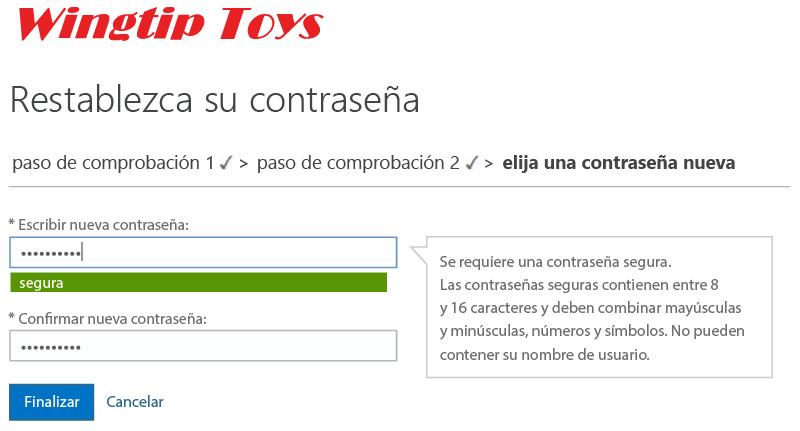 Wingtip Toys
Restablezca su contraseña
paso de comprobación 1 ✓ > paso de comprobación 2 ✓ > elija una contraseña nueva
* Escribir nueva contraseña:
••••••••••
segura
* Confirmar nueva contraseña:
••••••••••
Se requiere una contraseña segura.
Las contraseñas seguras contienen entre 8
y 16 caracteres y deben combinar mayúsculas
y minúsculas, números y símbolos. No pueden
contener su nombre de usuario.
Finalizar Cancelar